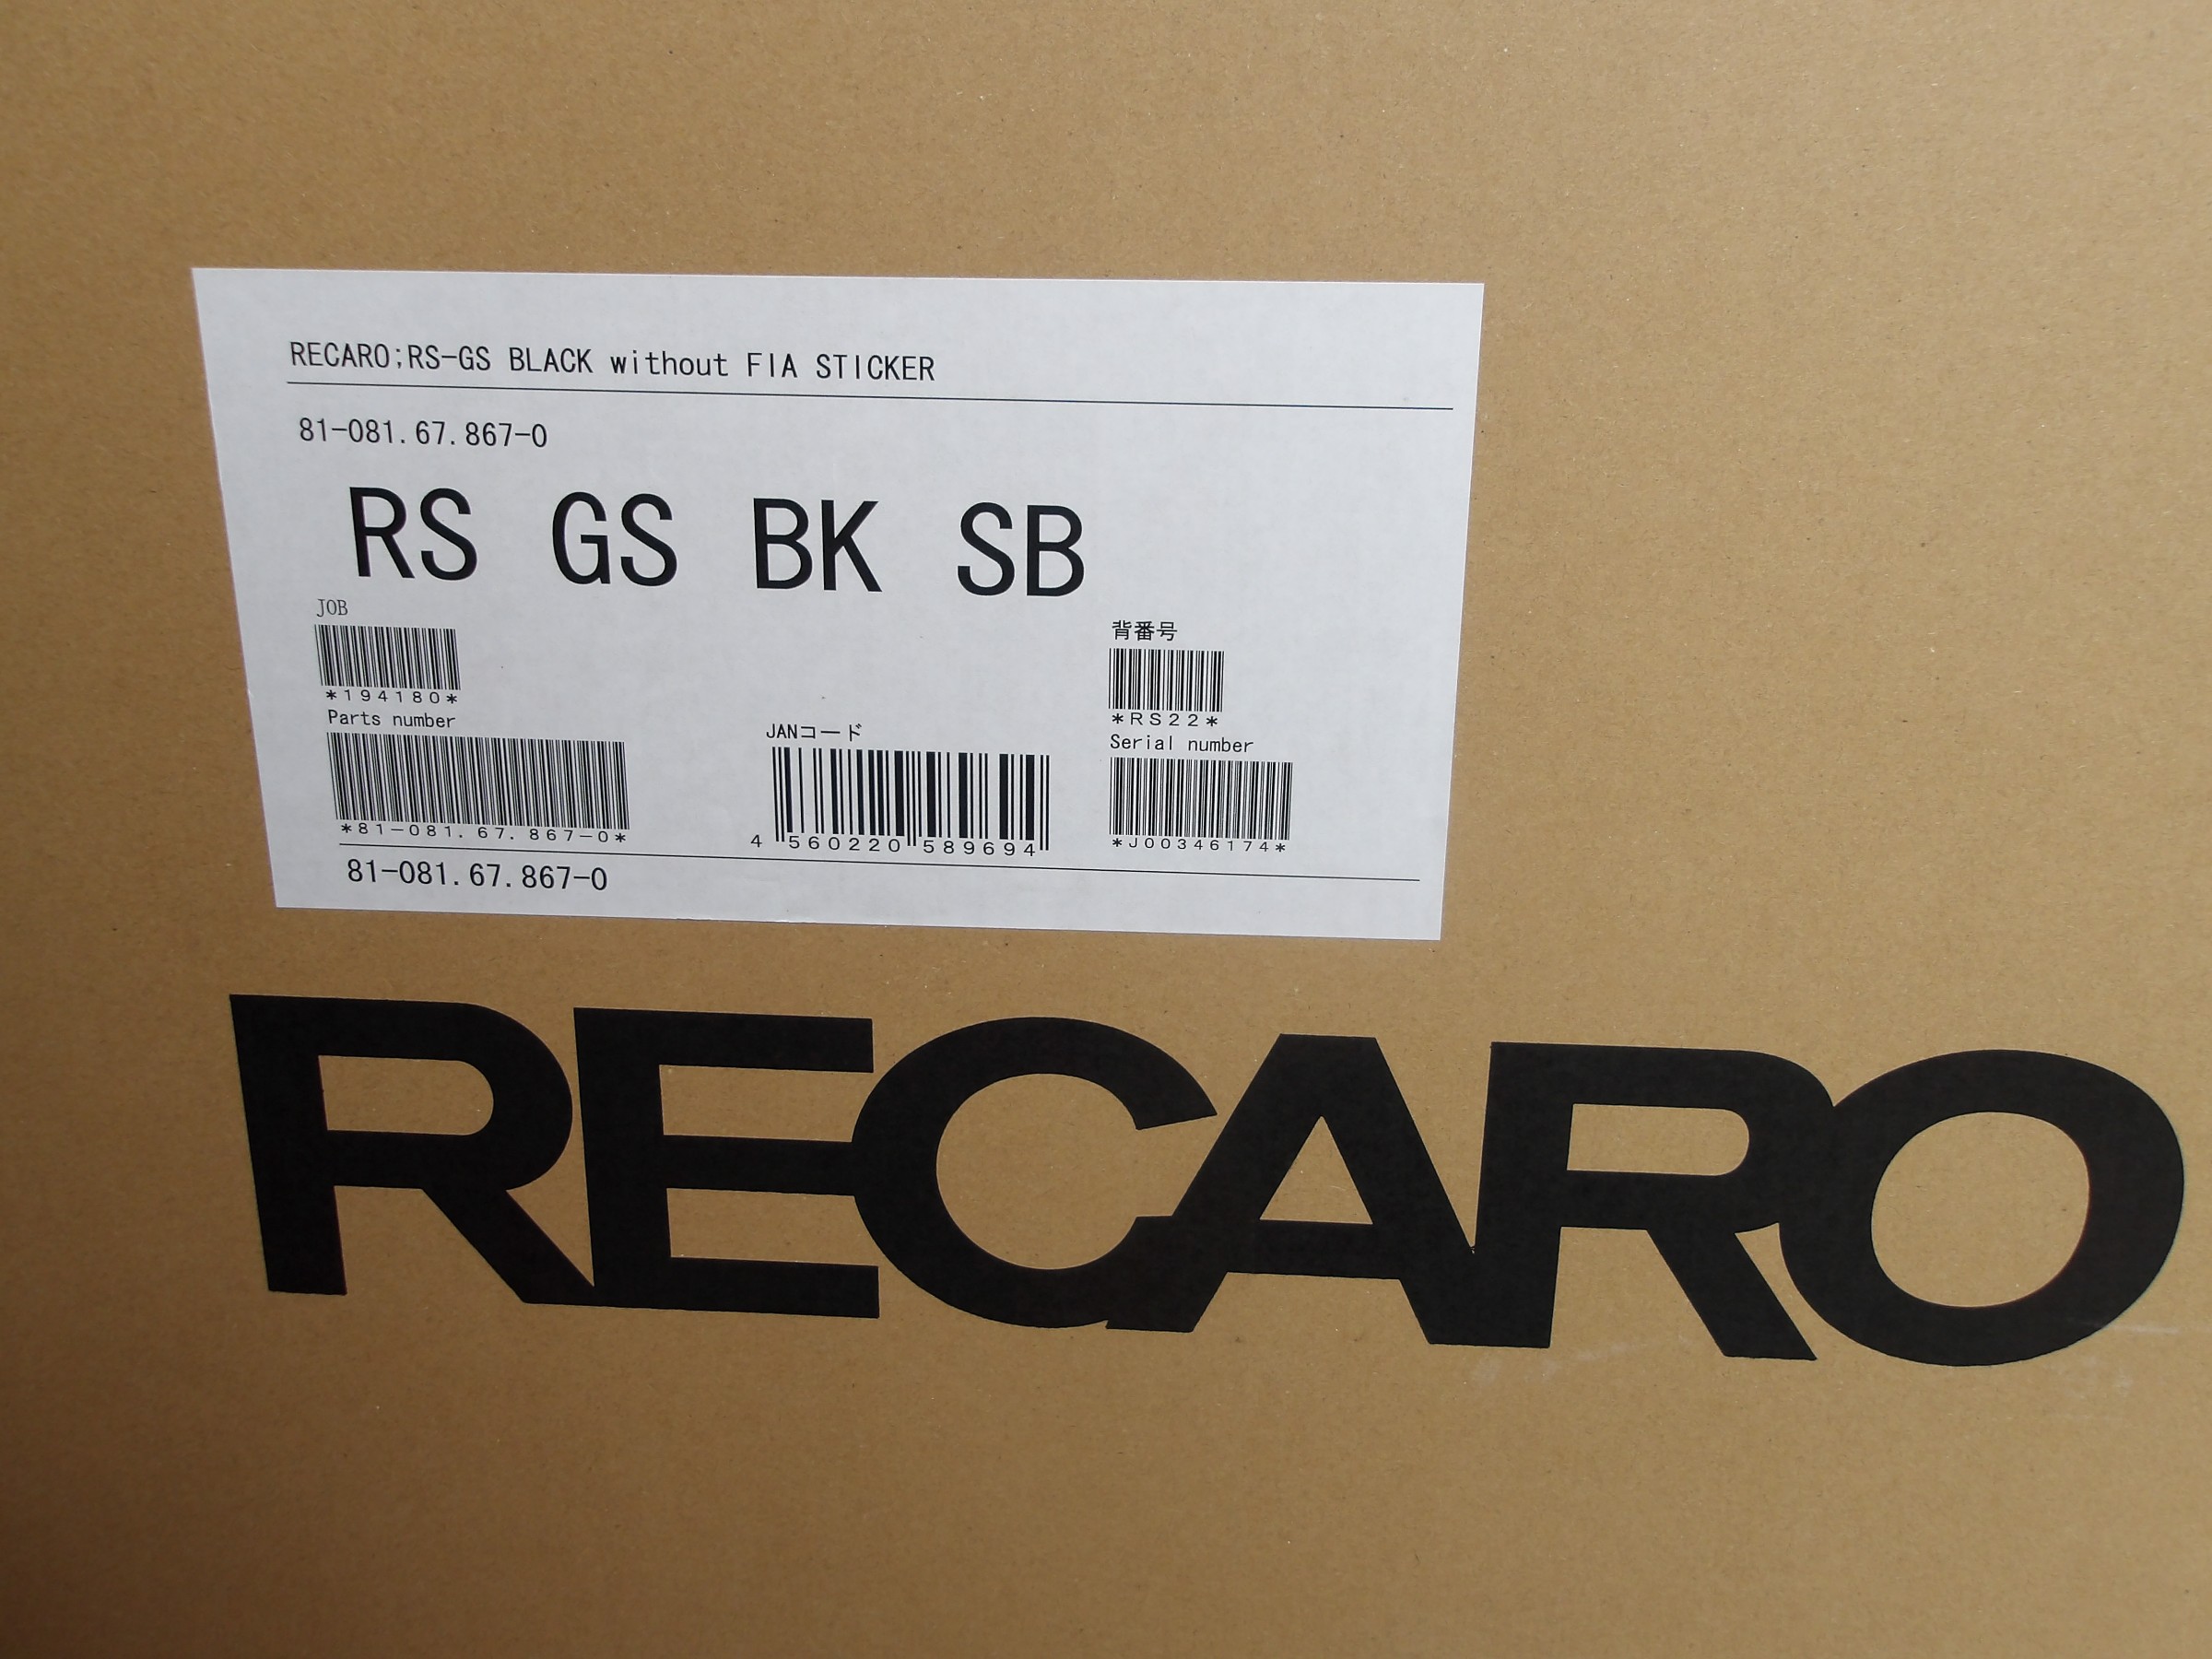 RECARO;RS-GS BLACK without FIA STICKER
81-081.67.867-0
RS GS BK SB
JOB
*194180*
背番号
*RS22*
Parts number
*81-081.67.867-0*
JANコード
4 560220 589694
Serial number
*J00346174*
81-081.67.867-0
RECARO